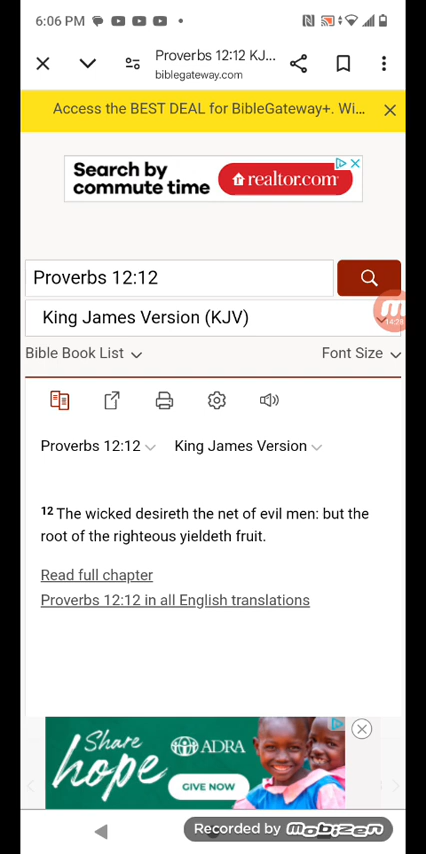 6:06 PM
Proverbs 12:12 KJ...
biblegateway.com
Access the BEST DEAL for BibleGateway+. Wi...
Search by
commute time
realtor.com
Proverbs 12:12
King James Version (KJV)
14:28
Bible Book List
Font Size
Proverbs 12:12 King James Version
12 The wicked desireth the net of evil men: but the
root of the righteous yieldeth fruit.
Read full chapter
Proverbs 12:12 in all English translations
Share
hope
ADRA
GIVE NOW
Recorded by mobizen